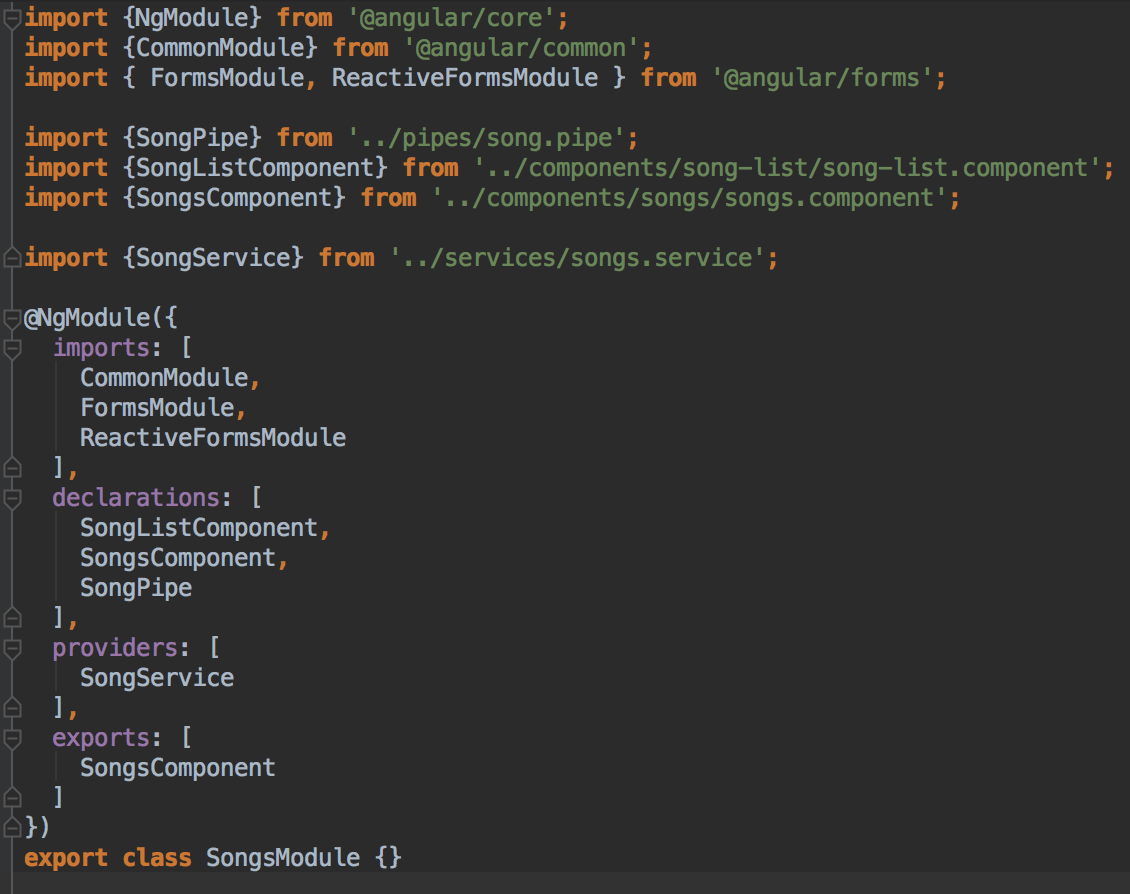 import {NgModule} from '@angular/core';
import {CommonModule} from '@angular/common';
import { FormsModule, ReactiveFormsModule } from '@angular/forms';
import {SongPipe} from '../pipes/song.pipe';
import {SongListComponent} from '../components/song-list/song-list.component';
import {SongsComponent} from '../components/songs/songs.component';
import {SongService} from '../services/songs.service';
@NgModule({
  imports: [
    CommonModule,
    FormsModule,
    ReactiveFormsModule
  ],
  declarations: [
    SongListComponent,
    SongsComponent,
    SongPipe
  ],
  providers: [
    SongService
  ],
  exports: [
    SongsComponent
  ]
})
export class SongsModule {}